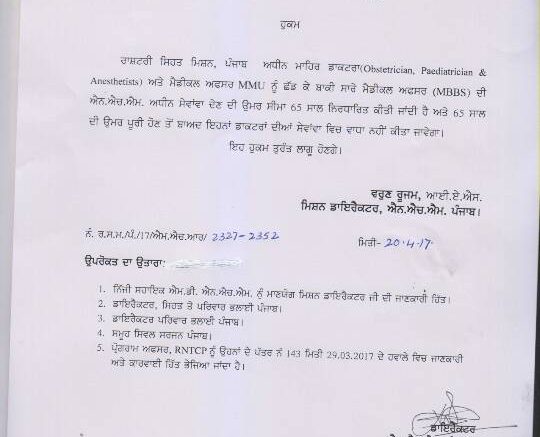 ਹੁਕਮ
ਰਾਸ਼ਟਰੀ ਸਿਹਤ ਮਿਸ਼ਨ, ਪੰਜਾਬ ਅਧੀਨ ਮਾਹਿਰ ਡਾਕਟਰਾ(Obstetrician, Paediatrician &
Anesthetists) ਅਤੇ ਮੈਡੀਕਲ ਅਫਸਰ MMU ਨੂੰ ਛੱਡ ਕੇ ਬਾਕੀ ਸਾਰੇ ਮੈਡੀਕਲ ਅਫਸਰ (MBBS) ਦੀ
ਐਨ.ਐਚ.ਐਮ. ਅਧੀਨ ਸੇਵਾਂਵਾ ਦੇਣ ਦੀ ਉਮਰ ਸੀਮਾ 65 ਸਾਲ ਨਿਰਧਾਰਿਤ ਕੀਤੀ ਜਾਂਦੀ ਹੈ ਅਤੇ 65 ਸਾਲ
ਦੀ ਉਮਰ ਪੂਰੀ ਹੋਣ ਤੋਂ ਬਾਅਦ ਇਹਨਾਂ ਡਾਕਟਰਾਂ ਦੀਆਂ ਸੇਵਾਵਾਂ ਵਿਚ ਵਾਧਾ ਨਹੀਂ ਕੀਤਾ ਜਾਵੇਗਾ।
ਇਹ ਹੁਕਮ ਤੁਰੰਤ ਲਾਗੂ ਹੋਣਗੇ।
ਵਰੁਣ ਰੂਜਮ, ਆਈ.ਏ.ਐਸ.
ਮਿਸ਼ਨ ਡਾਇਰੈਕਟਰ, ਐਨ.ਐਚ.ਐਮ. ਪੰਜਾਬ।
ਨੰ. ਰ.ਸ.ਮ./ਪੰ./17/ਐਮ.ਐਚ.ਆਰ/ 2327-2352 ਮਿਤੀ- 20.4.17.
ਉਪਰੋਕਤ ਦਾ ਉਤਾਰਾ:
1. ਨਿੱਜੀ ਸਹਾਇਕ ਐਮ.ਡੀ. ਐਨ.ਐਚ.ਐਮ. ਨੂੰ ਮਾਣਯੋਗ ਮਿਸ਼ਨ ਡਾਇਰੈਕਟਰ ਜੀ ਦੀ ਜਾਣਕਾਰੀ ਹਿੱਤ।
2. ਡਾਇਰੈਕਟਰ, ਸਿਹਤ ਤੇ ਪਰਿਵਾਰ ਭਲਾਈ ਪੰਜਾਬ।
3. ਡਾਇਰੈਕਟਰ ਪਰਿਵਾਰ ਭਲਾਈ ਪੰਜਾਬ।
4. ਸਮੂਹ ਸਿਵਲ ਸਰਜਨ ਪੰਜਾਬ।
5. ਪ੍ਰੋਗਰਾਮ ਅਫਸਰ, RNTCP ਨੂੰ ਉਹਨਾਂ ਦੇ ਪੱਤਰ ਨੰ 143 ਮਿਤੀ 29.03.2017 ਦੇ ਹਵਾਲੇ ਵਿਚ ਜਾਣਕਾਰੀ
ਅਤੇ ਕਾਰਵਾਈ ਹਿੱਤ ਭੇਜਿਆ ਜਾਂਦਾ ਹੈ।
ਡਾਇਰੈਕਟਰ